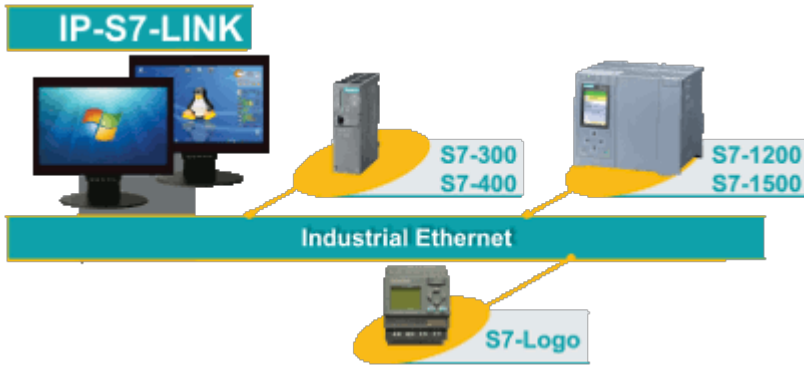 IP-S7-LINK
S7-300
S7-400
S7-1200
S7-1500
Industrial Ethernet
S7-Logo